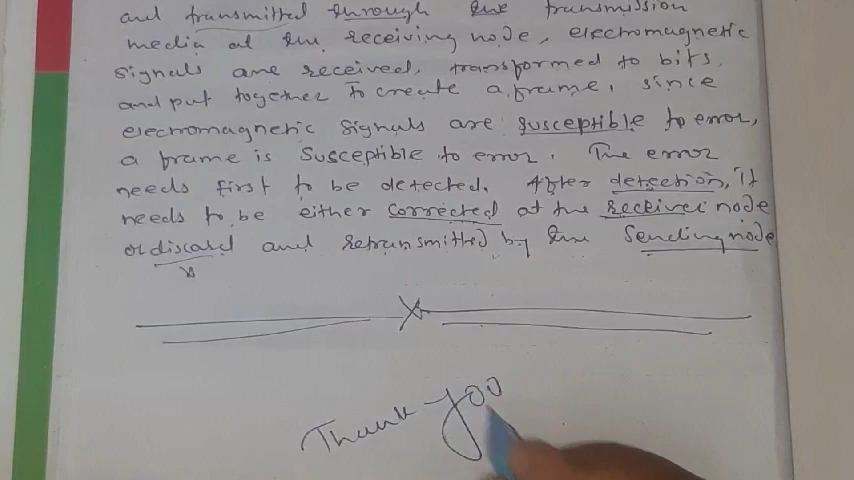 and transmitted through the transmission
media at the receiving node, electromagnetic
signals are received, transformed to bits,
and put together to create a frame, since
electromagnetic signals are susceptible to error,
a frame is susceptible to error. The error
needs first to be detected. After detection, it
needs to be either corrected at the receiver node
or discard and retransmitted by the sending node
Thank yoo